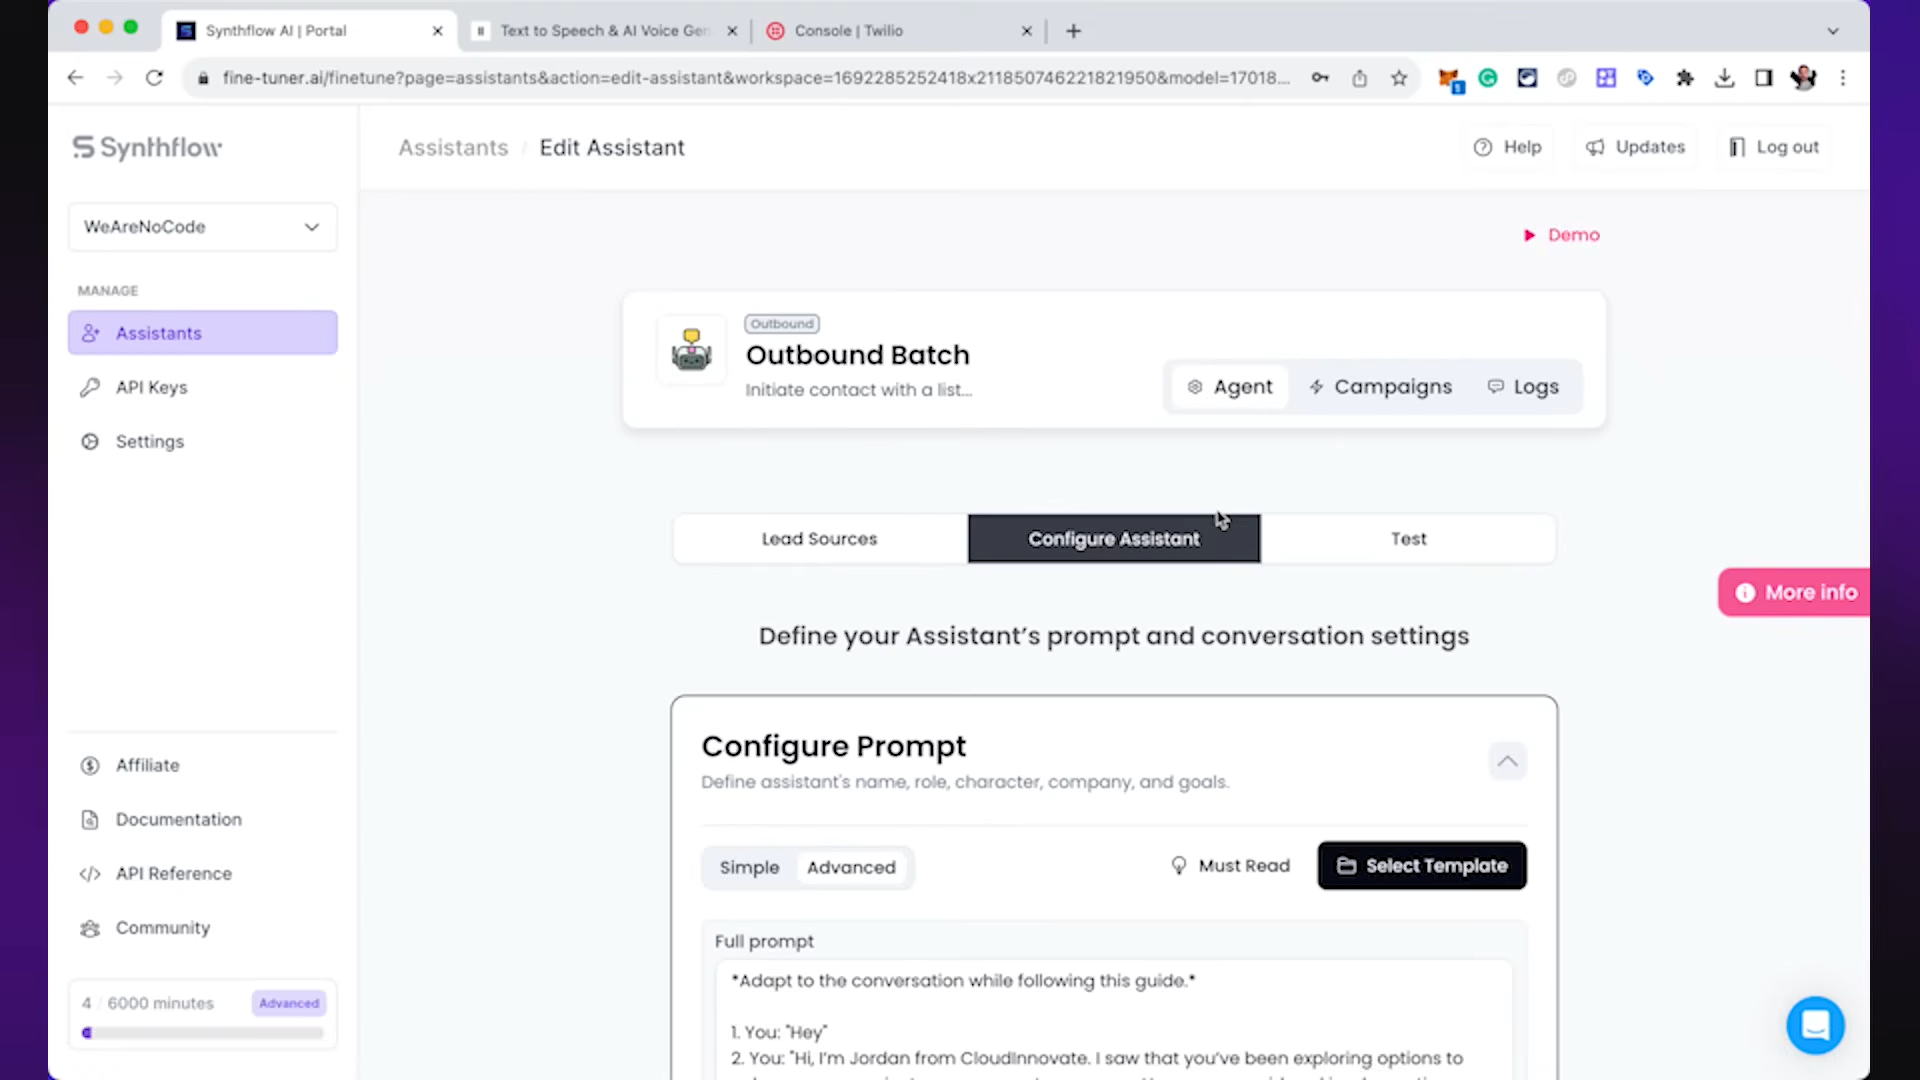 Synthflow AI | Portal
Text to Speech & AI Voice Gen
Console | Twilio
fine-tuner.ai/finetune?page=assistants&action=edit-assistant&workspace=1692285252418x211850746221821950&model=17018...
Synthflow
Assistants / Edit Assistant
Help
Updates
Log out
WeAreNoCode
Demo
MANAGE
Assistants
API Keys
Settings
Outbound
Outbound Batch
Initiate contact with a list...
Agent
Campaigns
Logs
Lead Sources
Configure Assistant
Test
More info
Define your Assistant's prompt and conversation settings
Configure Prompt
Define assistant's name, role, character, company, and goals.
Simple
Advanced
Must Read
Select Template
Full prompt
*Adapt to the conversation while following this guide.*
1. You: "Hey"
2. You: "Hi, I'm Jordan from CloudInnovate. I saw that you've been exploring options to
Affiliate
Documentation
API Reference
Community
4 / 6000 minutes
Advanced